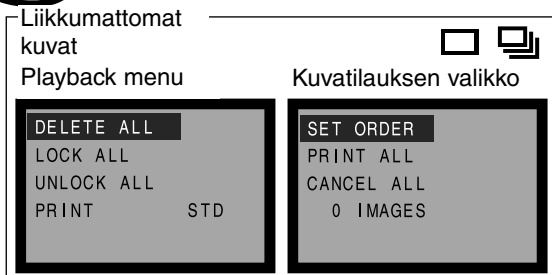 Liikkumattomat
kuvat
Playback menu
DELETE ALL
LOCK ALL
UNLOCK ALL
PRINT STD
Kuvatilauksen valikko
SET ORDER
PRINT ALL
CANCEL ALL
0 IMAGES